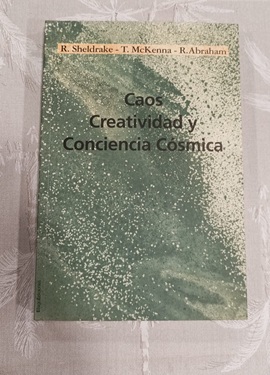 R. Sheldrake - T. McKenna - R.Abraham
Caos
Creatividad y
Conciencia Cósmica